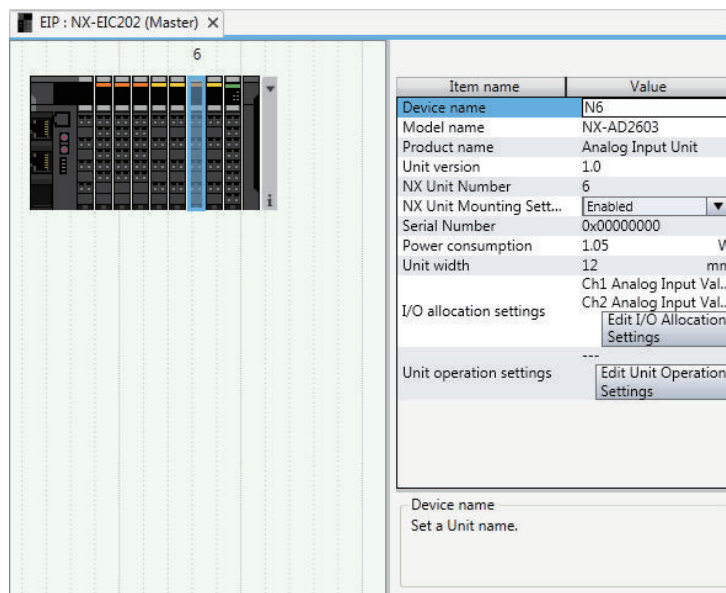 EIP : NX-EIC202 (Master)
6
Item name Value
Device name N6
Model name NX-AD2603
Product name Analog Input Unit
Unit version 1.0
NX Unit Number 6
NX Unit Mounting Sett... Enabled
Serial Number 0x00000000
Power consumption 1.05 W
Unit width 12 mm
I/O allocation settings
Ch1 Analog Input Val..
Ch2 Analog Input Val..
Edit I/O Allocation
Settings
Unit operation settings
---
Edit Unit Operation
Settings
Device name
Set a Unit name.